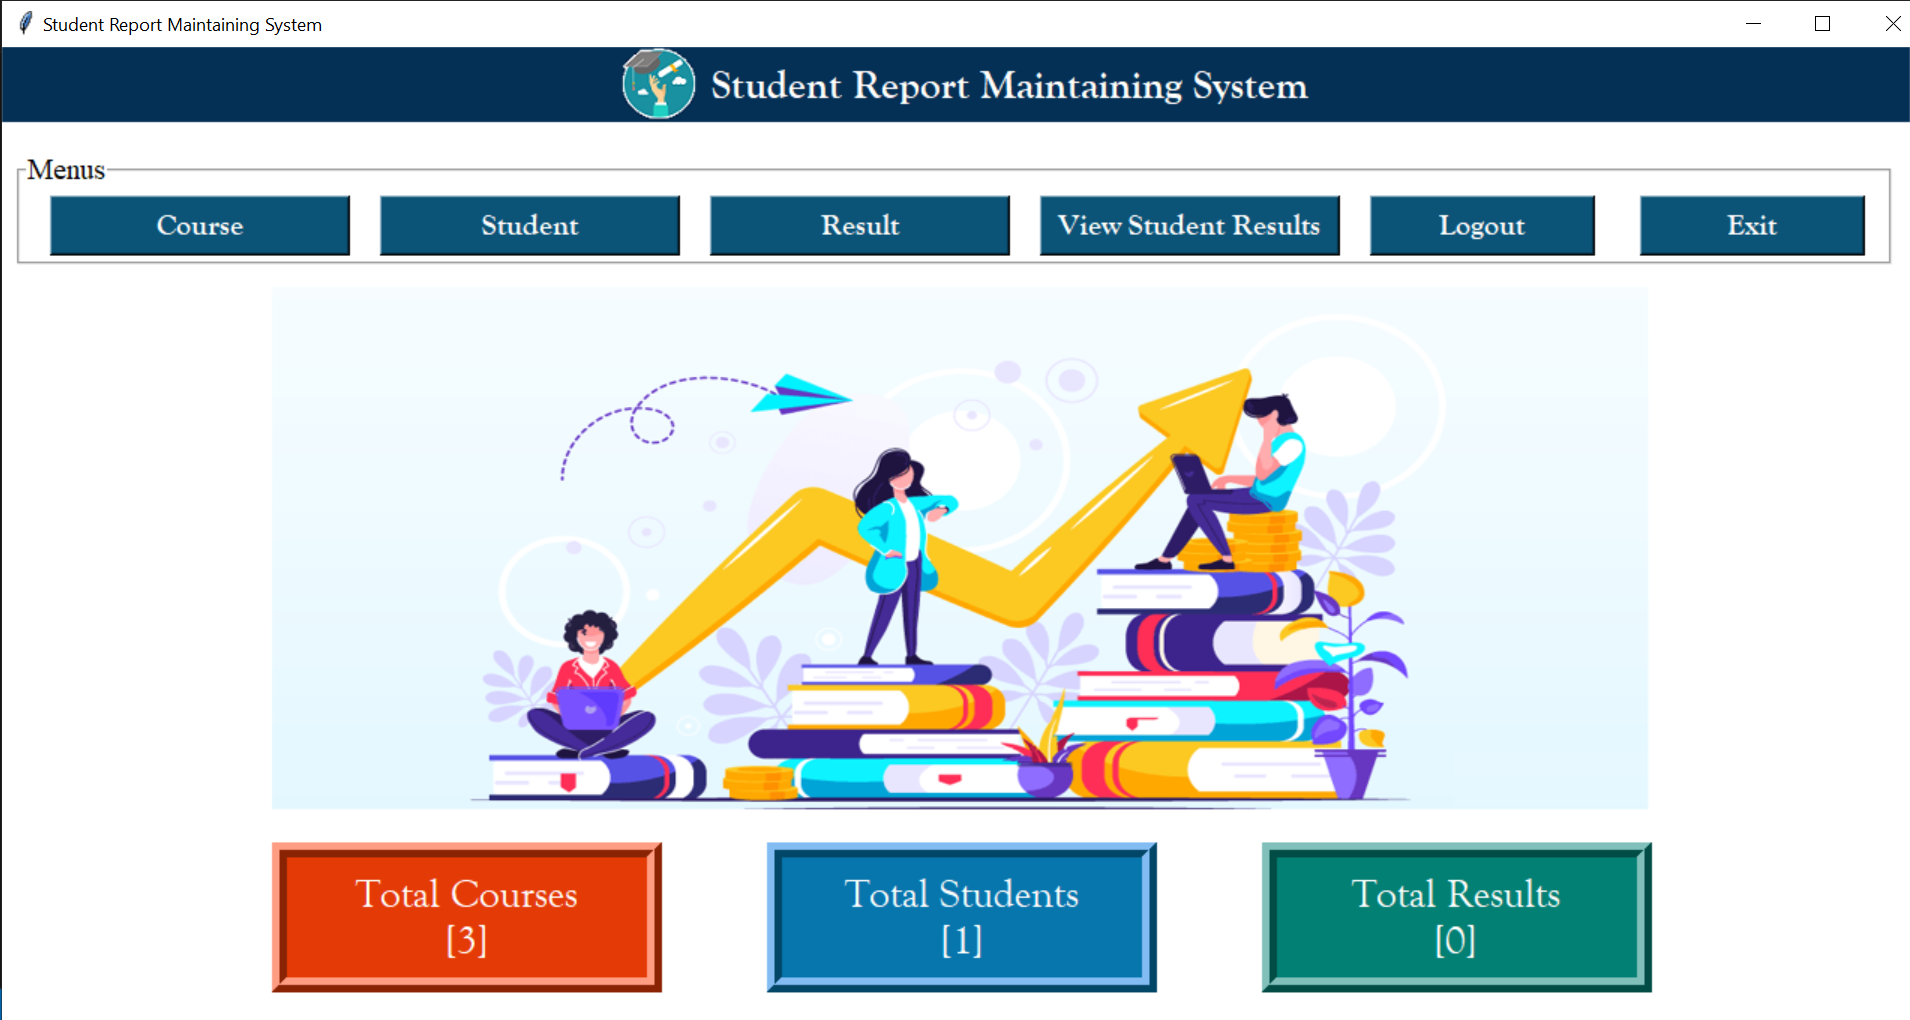 Student Report Maintaining System
Student Report Maintaining System
Menus
Course
Student
Result
View Student Results
Logout
Exit
Total Courses
[3]
Total Students
[1]
Total Results
[0]